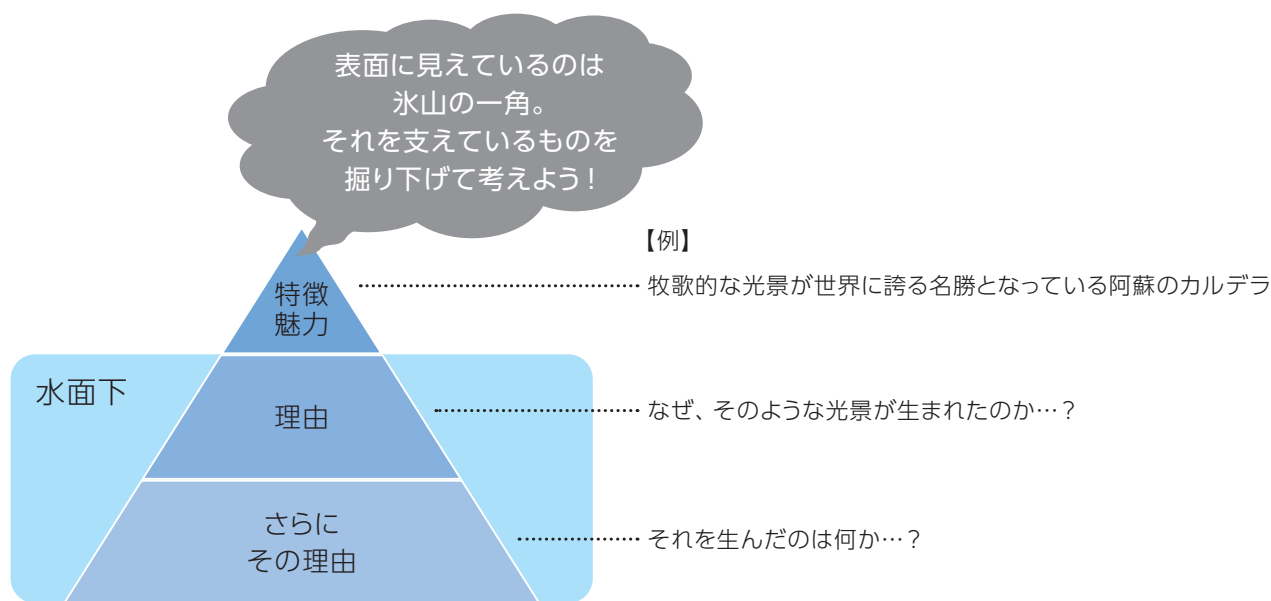 表面に見えているのは
氷山の一角。
それを支えているものを
掘り下げて考えよう！
【例】
特徴
魅力
牧歌的な光景が世界に誇る名勝となっている阿蘇のカルデラ
水面下
理由
なぜ、そのような光景が生まれたのか…？
さらに
その理由
それを生んだのは何か…？